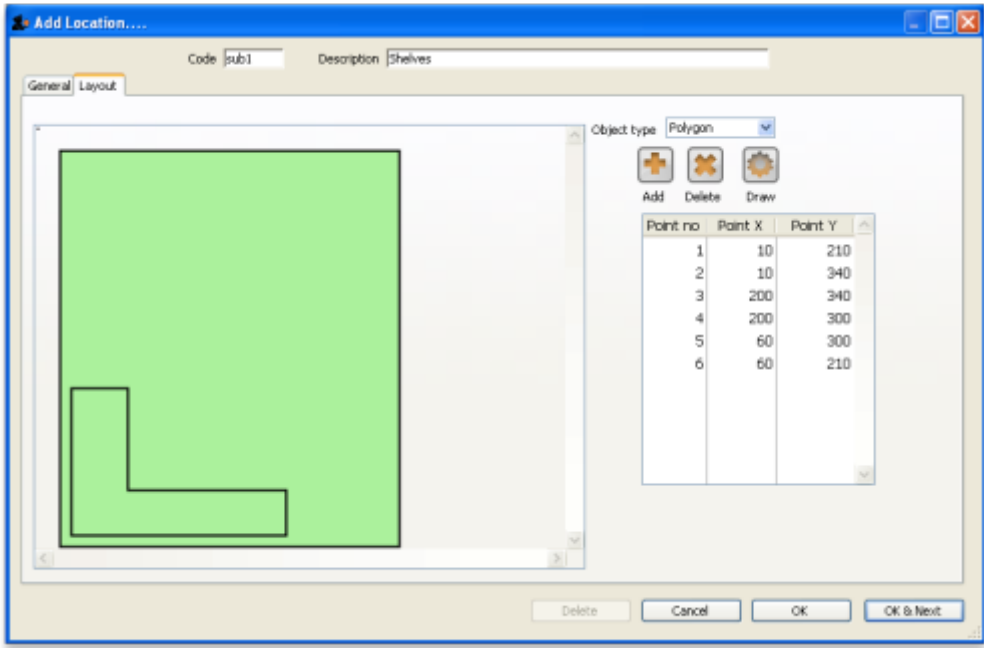 Add Location....
Code sub1 Description Shelves
General Layout
Object type Polygon
Add Delete Draw
Point no Point X Point Y
1 10 210
2 10 340
3 200 340
4 200 300
5 60 300
6 60 210
Delete Cancel OK OK & Next